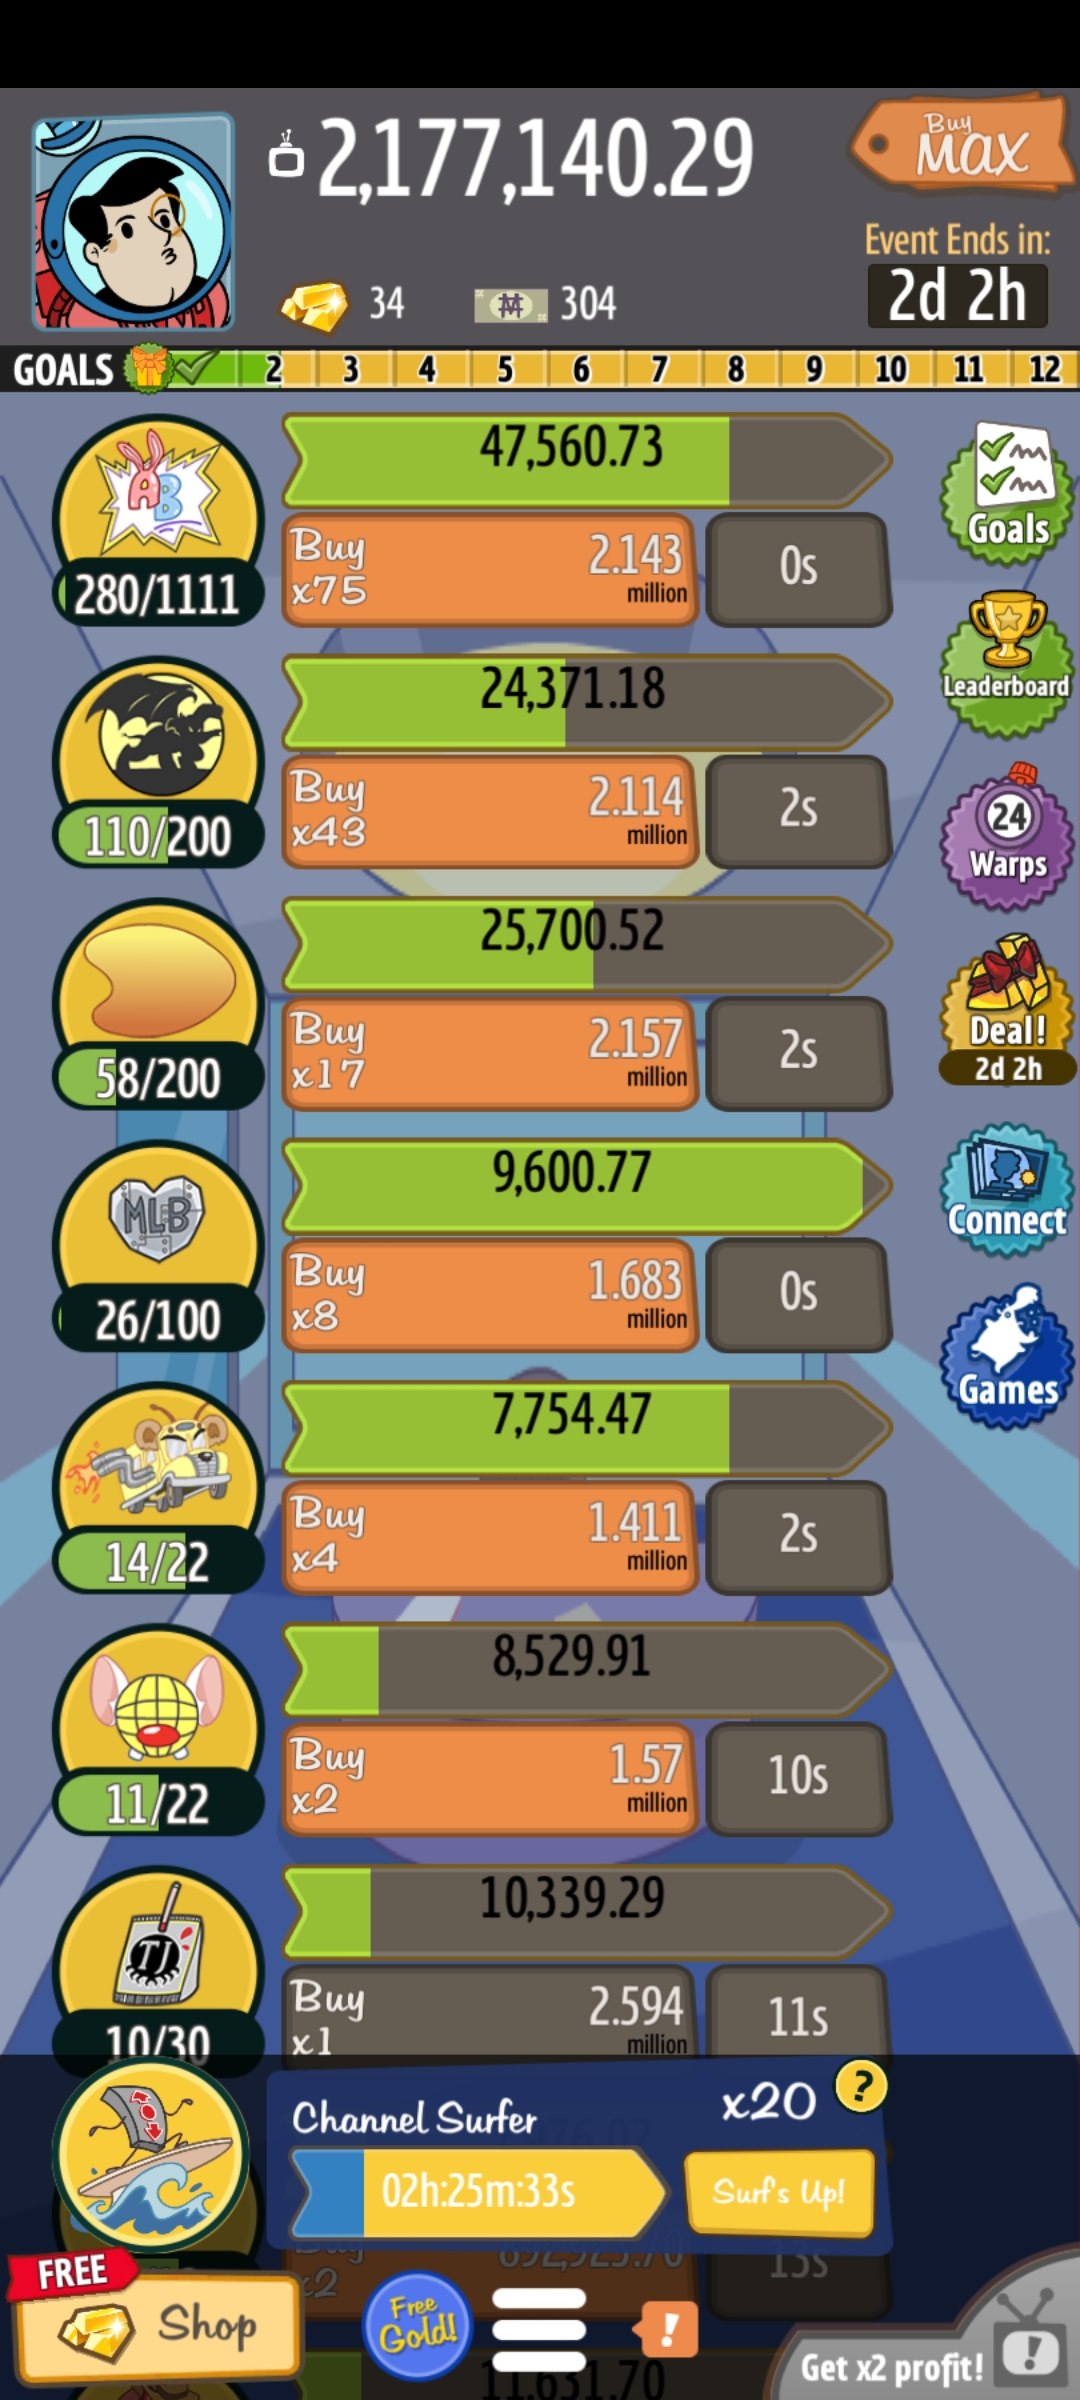 2,177,140.29
Buy
MAX
Event Ends in:
2d 2h
34
304
GOALS
2 3 4 5 6 7 8 9 10 11 12
AB
280/1111
47,560.73
Buy
x75
2.143
million
0s
Goals
110/200
24,371.18
Buy
x43
2.114
million
2s
Leaderboard
24
Warps
58/200
25,700.52
Buy
x17
2.157
million
2s
Deal!
2d 2h
MLB
26/100
9,600.77
Buy
x8
1.683
million
0s
Connect
14/22
7,754.47
Buy
x4
1.411
million
2s
Games
11/22
8,529.91
Buy
x2
1.57
million
10s
TJ
10/30
10,339.29
Buy
x1
2.594
million
11s
Channel Surfer
x20
?
02h:25m:33s
Surf's Up!
Buy
x2
892,925.70
13s
FREE
Shop
Free
Gold!
!
11,631.70
Get x2 profit!
!